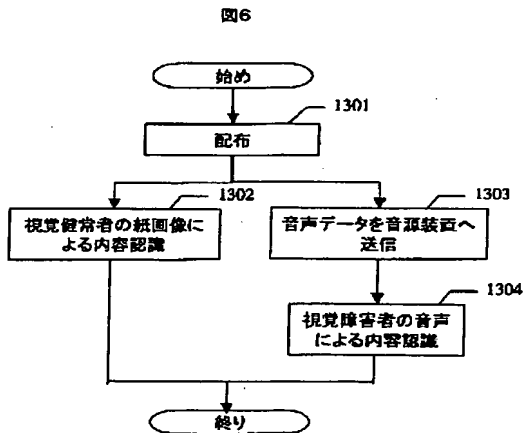 図6
始め
1301
配布
1302
視覚健常者の紙画像に
よる内容認識
1303
音声データを音源装置へ
送信
1304
視覚障害者の音声
による内容認識
終り